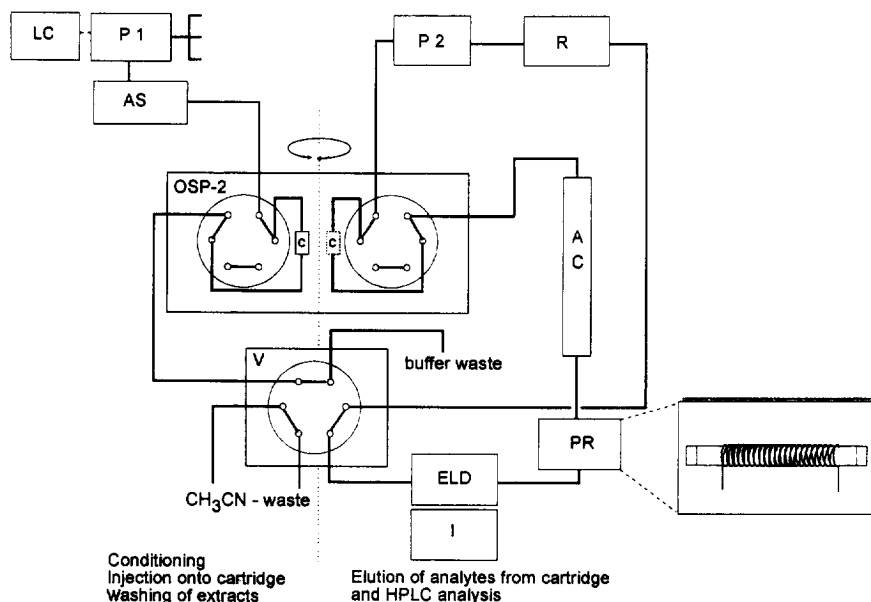 LC
P 1
P 2
R
AS
OSP-2
C
C
A
C
V
buffer waste
PR
CH₃CN - waste
ELD
I
Conditioning
Injection onto cartridge
Washing of extracts
Elution of analytes from cartridge
and HPLC analysis